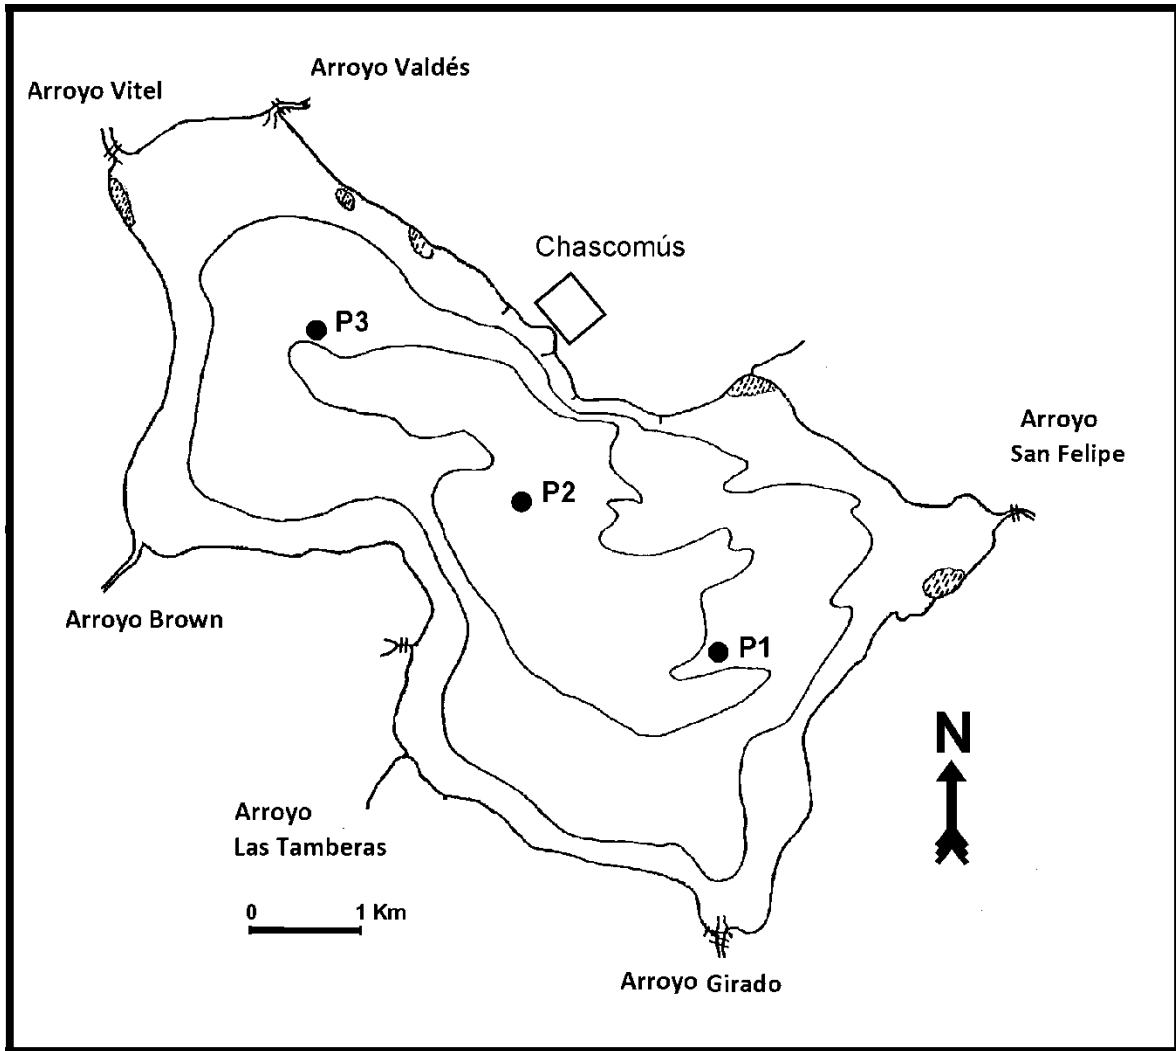 Arroyo Valdés
Arroyo Vitel
Chascomús
P3
Arroyo
San Felipe
P2
Arroyo Brown
P1
N
Arroyo
Las Tamberas
0 1 Km
Arroyo Girado